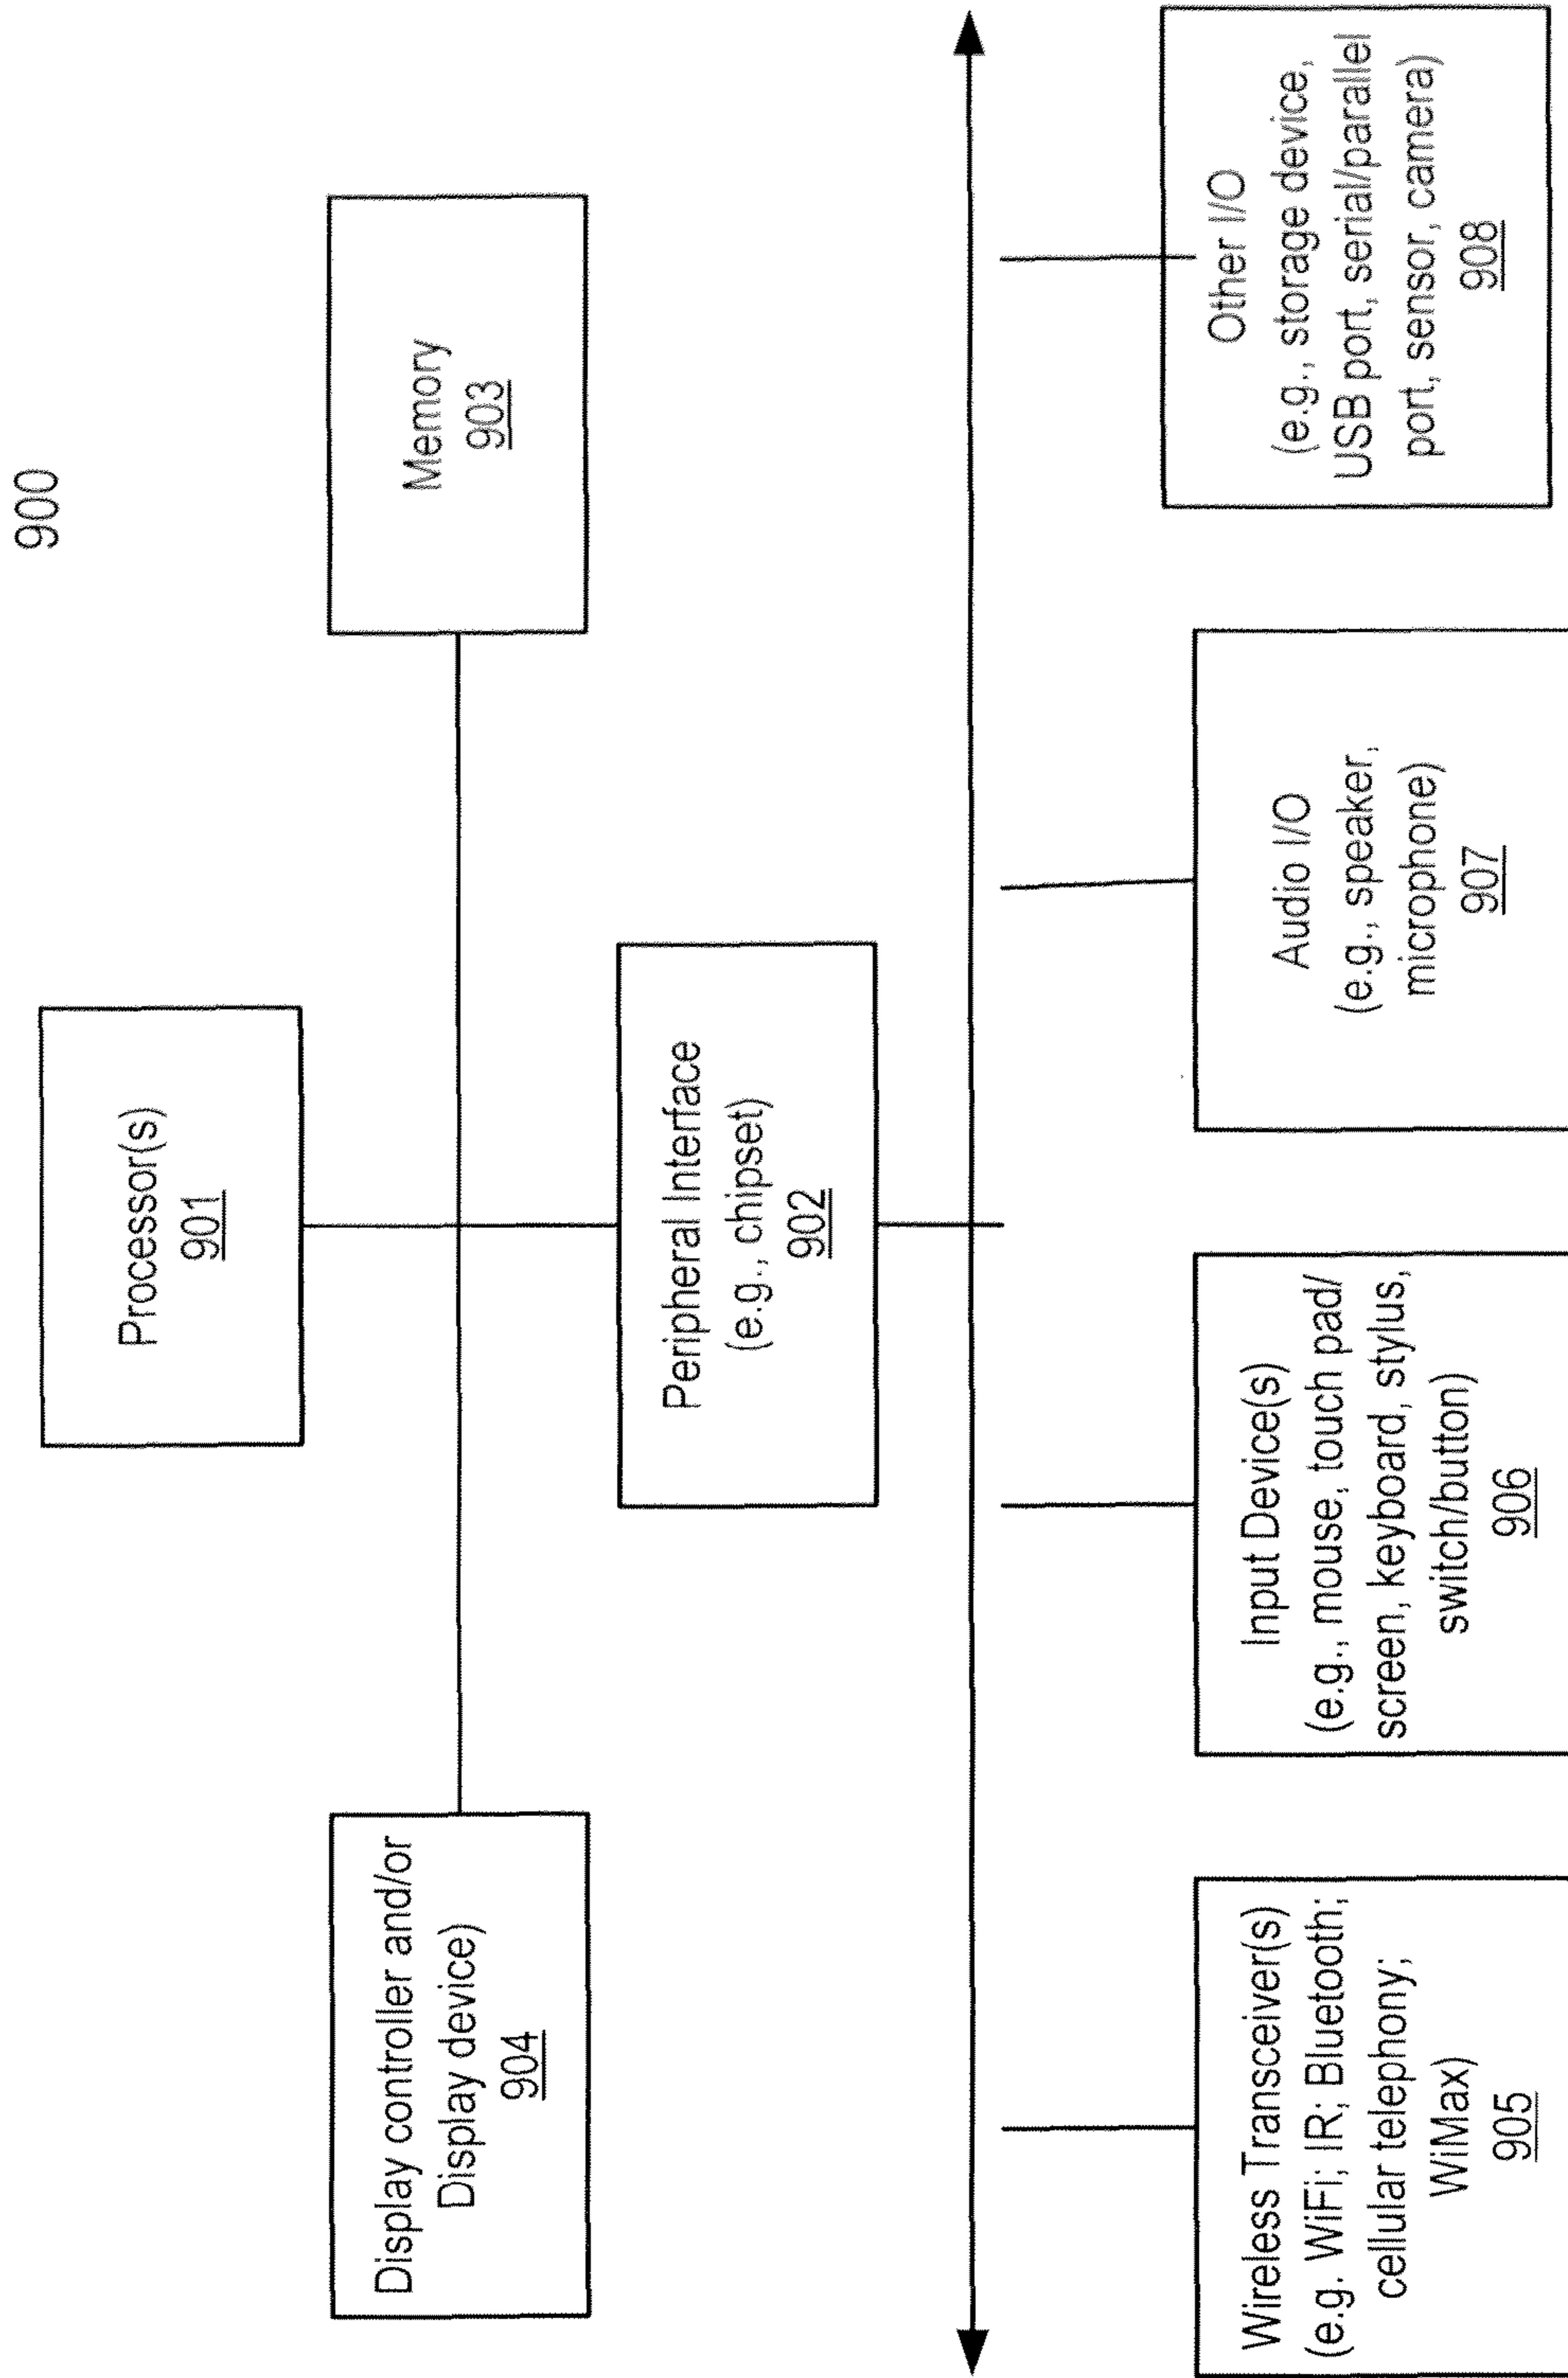 900
Processor(s)
901
Display controller and/or
Display device)
904
Memory
903
Peripheral Interface
(e.g., chipset)
902
Wireless Transceiver(s)
(e.g. WiFi; IR; Bluetooth;
cellular telephony;
WiMax)
905
Input Device(s)
(e.g., mouse, touch pad/
screen, keyboard, stylus,
switch/button)
906
Audio I/O
(e.g., speaker,
microphone)
907
Other I/O
(e.g., storage device,
USB port, serial/parallel
port, sensor, camera)
908